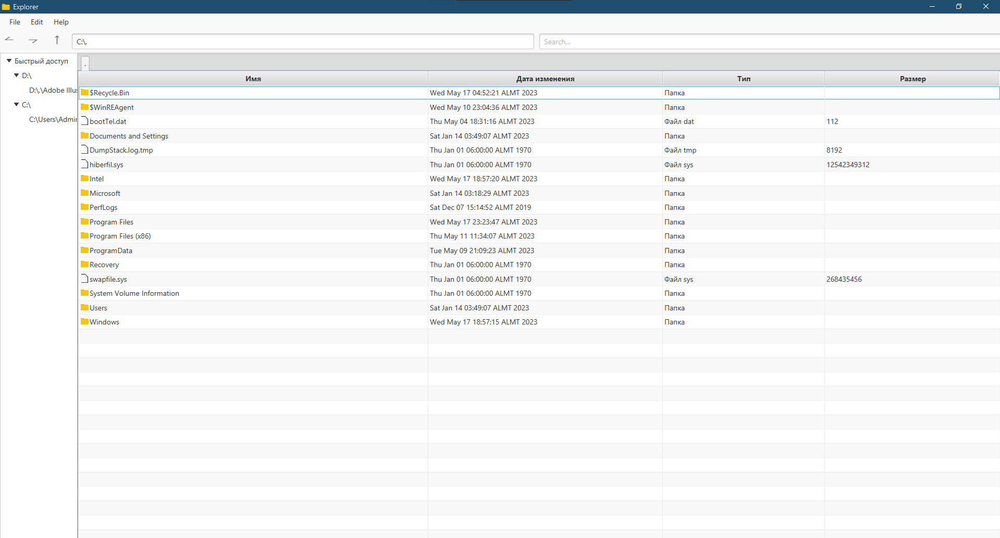 Explorer
File Edit Help
C:\.
Search...
Быстрый доступ
D:\
D:\.\Adobe Illus
C:\
C:\Users\Admin
.
Имя Дата изменения Тип Размер
$Recycle.Bin Wed May 17 04:52:21 ALMT 2023 Папка
$WinREAgent Wed May 10 23:04:36 ALMT 2023 Папка
bootTel.dat Thu May 04 18:31:16 ALMT 2023 Файл dat 112
Documents and Settings Sat Jan 14 03:49:07 ALMT 2023 Папка
DumpStack.log.tmp Thu Jan 01 06:00:00 ALMT 1970 Файл tmp 8192
hiberfil.sys Thu Jan 01 06:00:00 ALMT 1970 Файл sys 12542349312
Intel Wed May 17 18:57:20 ALMT 2023 Папка
Microsoft Sat Jan 14 03:18:29 ALMT 2023 Папка
PerfLogs Sat Dec 07 15:14:52 ALMT 2019 Папка
Program Files Wed May 17 23:23:47 ALMT 2023 Папка
Program Files (x86) Thu May 11 11:34:07 ALMT 2023 Папка
ProgramData Tue May 09 21:09:23 ALMT 2023 Папка
Recovery Thu Jan 01 06:00:00 ALMT 1970 Папка
swapfile.sys Thu Jan 01 06:00:00 ALMT 1970 Файл sys 268435456
System Volume Information Thu Jan 01 06:00:00 ALMT 1970 Папка
Users Sat Jan 14 03:49:07 ALMT 2023 Папка
Windows Wed May 17 18:57:15 ALMT 2023 Папка